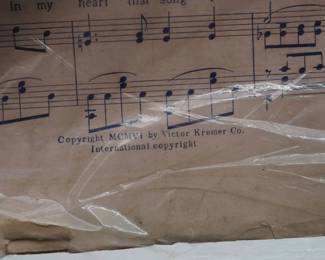 In my heart that song
Copyright MCMVI by Victor Kremer Co.
International copyright